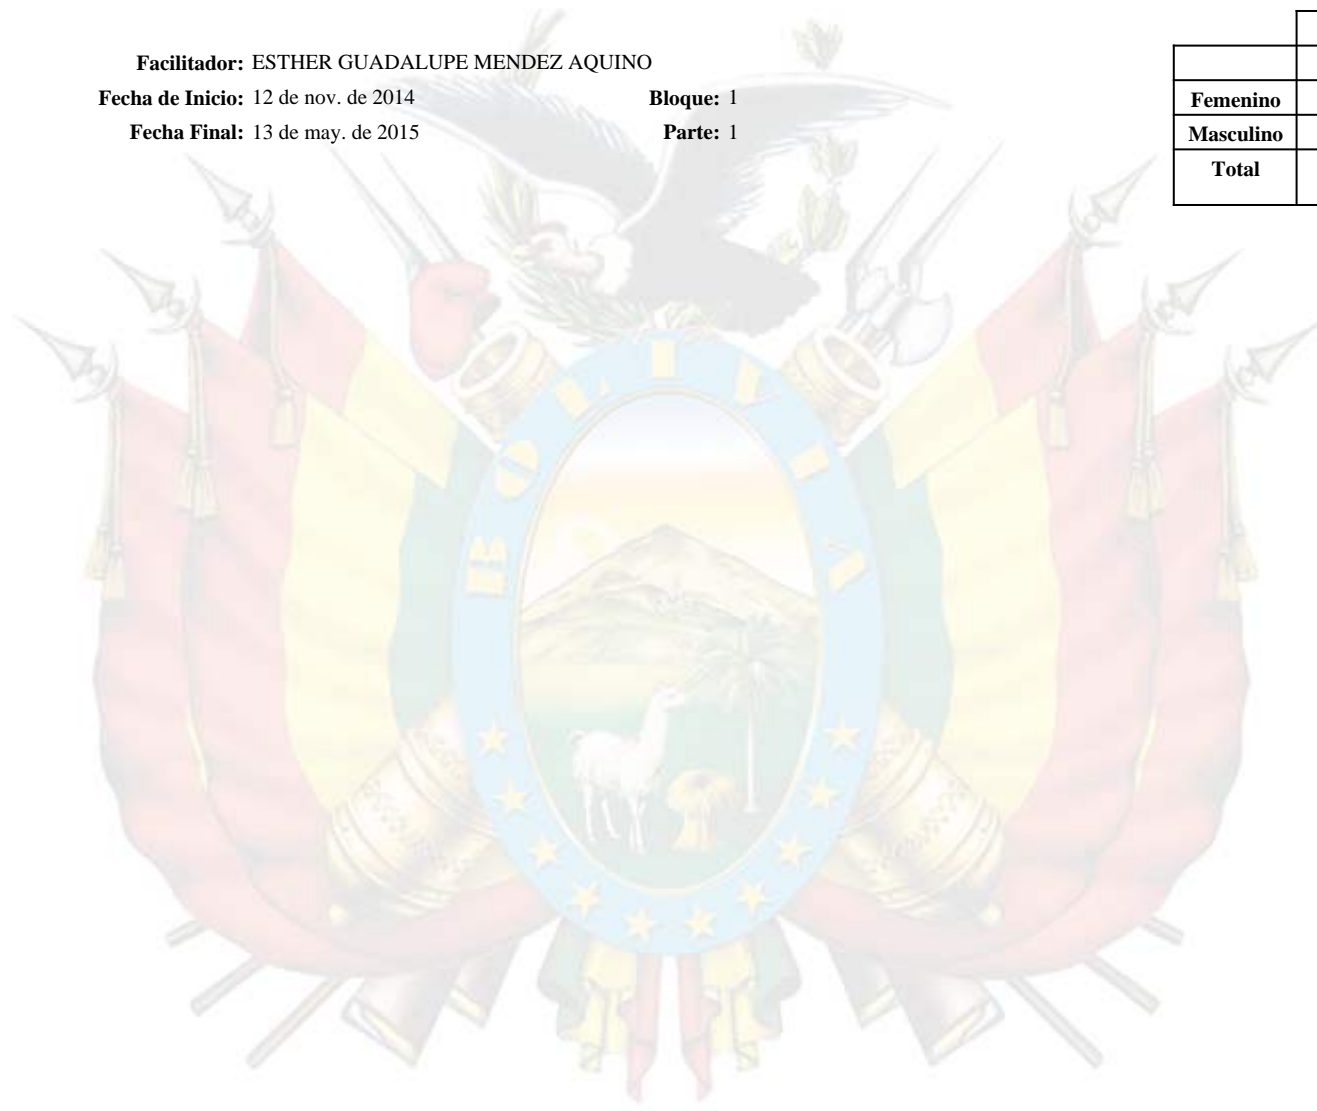 Facilitador: ESTHER GUADALUPE MENDEZ AQUINO
Fecha de Inicio: 12 de nov. de 2014 Bloque: 1
Fecha Final: 13 de may. de 2015 Parte: 1
Femenino
Masculino
Total
BOLIVIA